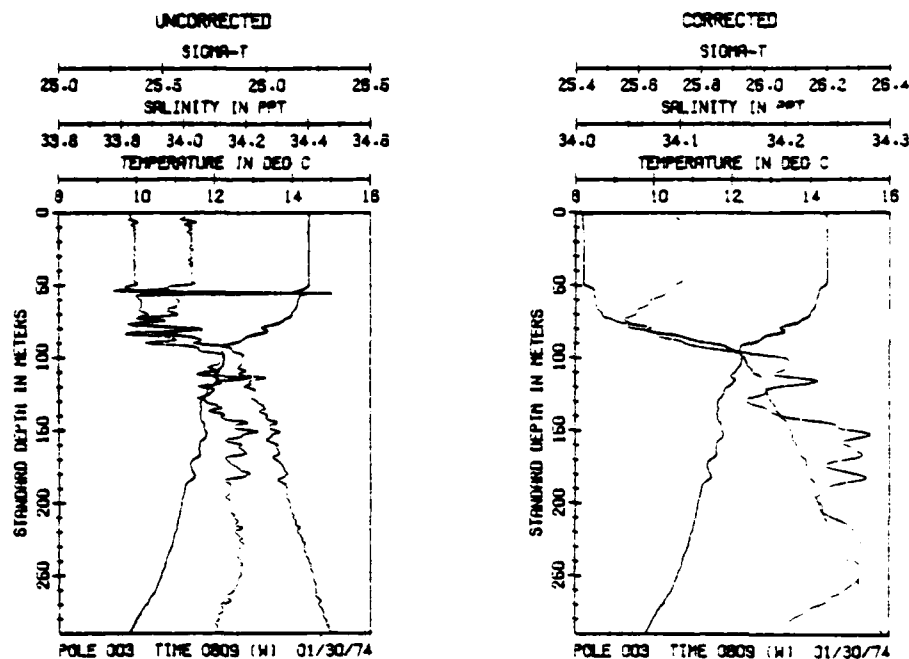 UNCORRECTED
SIGMA-T
25.0 25.5 26.0 26.5
SALINITY IN PPT
33.6 33.8 34.0 34.2 34.4 34.6
TEMPERATURE IN DEG C
8 10 12 14 16
0
50
100
150
200
250
STANDARD DEPTH IN METERS
POLE 003 TIME 0809 (W) 01/30/74
CORRECTED
SIGMA-T
25.4 25.6 25.8 26.0 26.2 26.4
SALINITY IN PPT
34.0 34.1 34.2 34.3
TEMPERATURE IN DEG C
8 10 12 14 16
0
50
100
150
200
250
STANDARD DEPTH IN METERS
POLE 003 TIME 0809 (W) 01/30/74